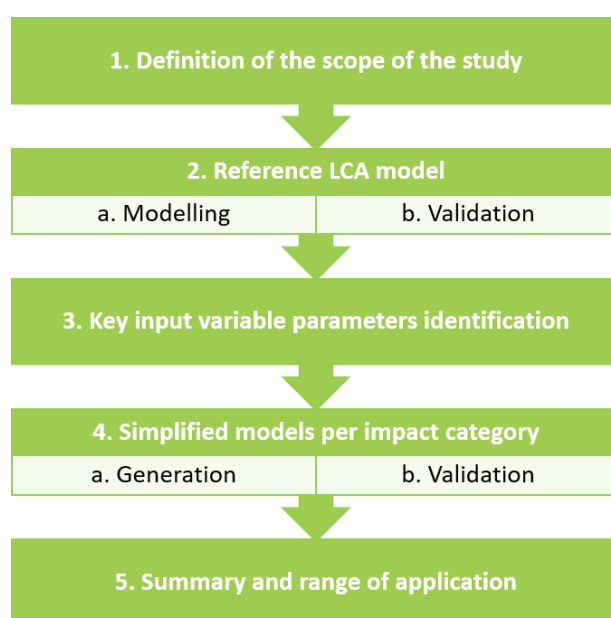 1. Definition of the scope of the study
2. Reference LCA model
a. Modelling
b. Validation
3. Key input variable parameters identification
4. Simplified models per impact category
a. Generation
b. Validation
5. Summary and range of application